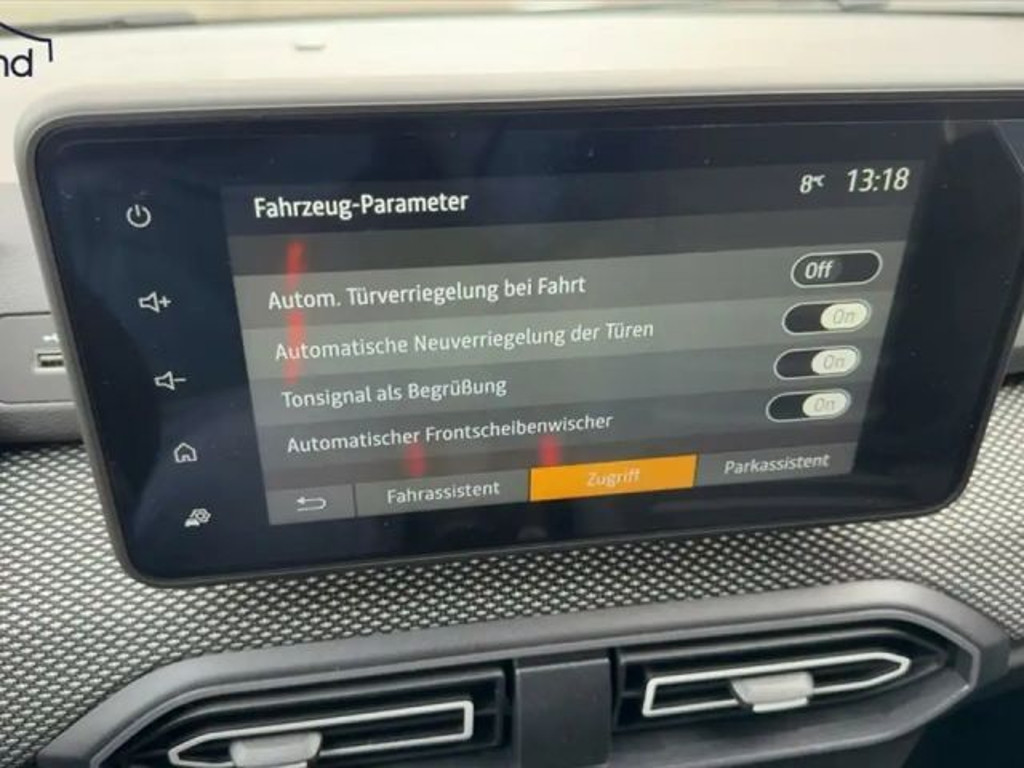 nd
Fahrzeug-Parameter
8°C 13:18
Autom. Türverriegelung bei Fahrt Off
Automatische Neuverriegelung der Türen On
Tonsignal als Begrüßung On
Automatischer Frontscheibenwischer On
Fahrassistent Zugriff Parkassistent